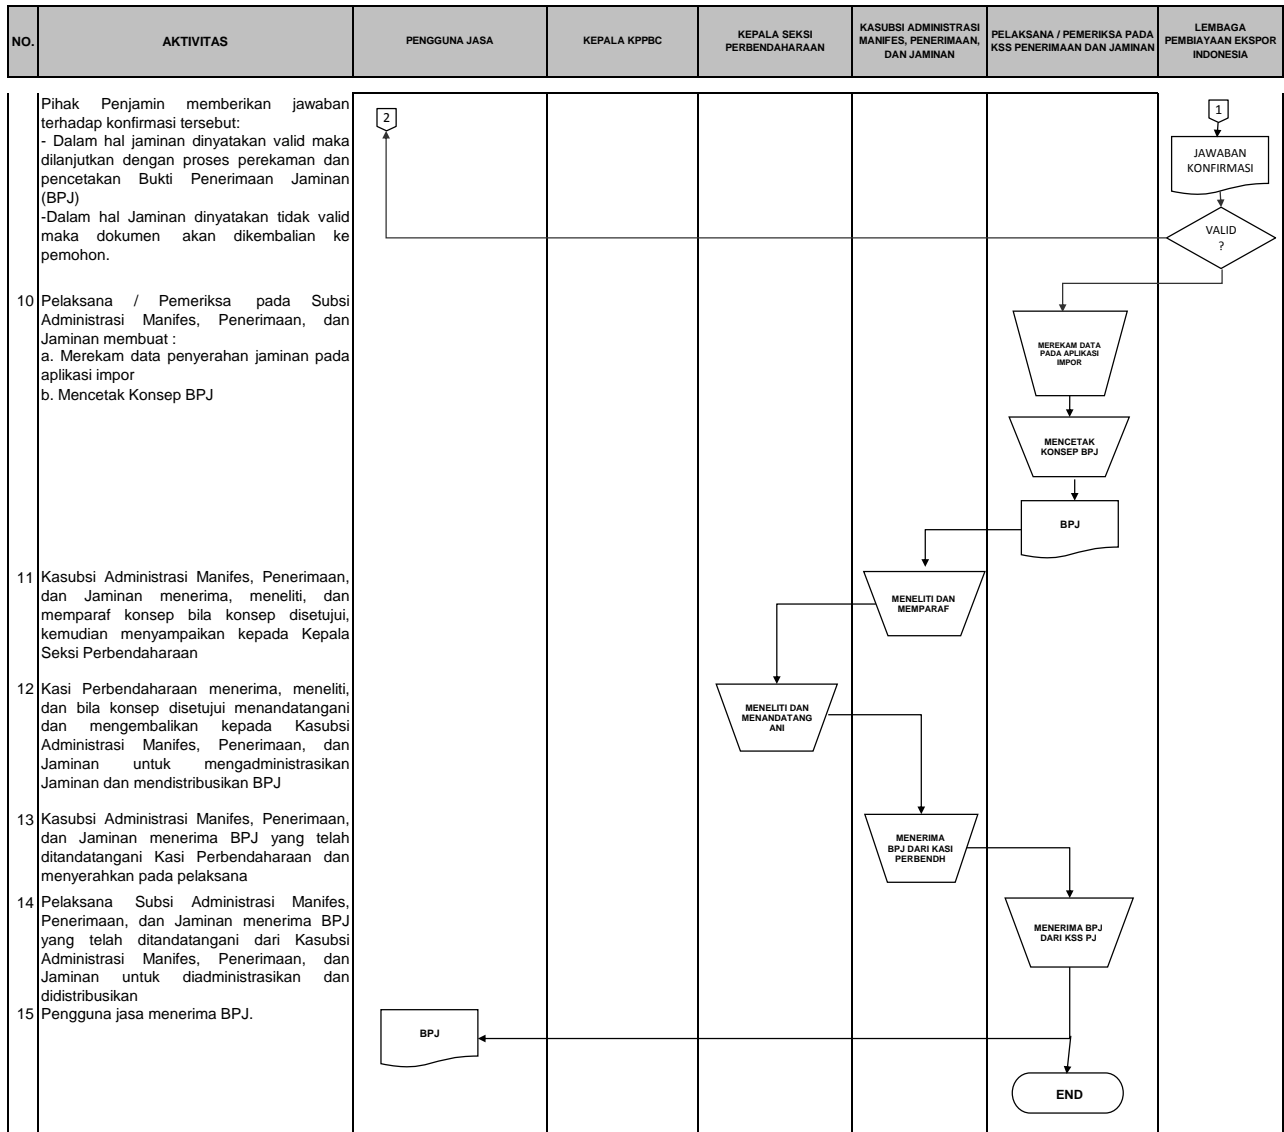 NO.
AKTIVITAS
PENGGUNA JASA
KEPALA KPPBC
KEPALA SEKSI
PERBENDAHARAAN
KASUBSI ADMINISTRASI
MANIFES, PENERIMAAN,
DAN JAMINAN
PELAKSANA / PEMERIKSA PADA
KSS PENERIMAAN DAN JAMINAN
LEMBAGA
PEMBIAYAAN EKSPOR
INDONESIA
Pihak Penjamin memberikan jawaban
terhadap konfirmasi tersebut:
- Dalam hal jaminan dinyatakan valid maka
dilanjutkan dengan proses perekaman dan
pencetakan Bukti Penerimaan Jaminan
(BPJ)
-Dalam hal Jaminan dinyatakan tidak valid
maka dokumen akan dikembalian ke
pemohon.
2
1
JAWABAN
KONFIRMASI
VALID
?
10 Pelaksana / Pemeriksa pada Subsi
Administrasi Manifes, Penerimaan, dan
Jaminan membuat :
a. Merekam data penyerahan jaminan pada
aplikasi impor
b. Mencetak Konsep BPJ
MEREKAM DATA
PADA APLIKASI
IMPOR
MENCETAK
KONSEP BPJ
BPJ
11 Kasubsi Administrasi Manifes, Penerimaan,
dan Jaminan menerima, meneliti, dan
memparaf konsep bila konsep disetujui,
kemudian menyampaikan kepada Kepala
Seksi Perbendaharaan
MENELITI DAN
MEMPARAF
12 Kasi Perbendaharaan menerima, meneliti,
dan bila konsep disetujui menandatangani
dan mengembalikan kepada Kasubsi
Administrasi Manifes, Penerimaan, dan
Jaminan untuk mengadministrasikan
Jaminan dan mendistribusikan BPJ
MENELITI DAN
MENANDATANG
ANI
13 Kasubsi Administrasi Manifes, Penerimaan,
dan Jaminan menerima BPJ yang telah
ditandatangani Kasi Perbendaharaan dan
menyerahkan pada pelaksana
MENERIMA
BPJ DARI KASI
PERBENDH
14 Pelaksana Subsi Administrasi Manifes,
Penerimaan, dan Jaminan menerima BPJ
yang telah ditandatangani dari Kasubsi
Administrasi Manifes, Penerimaan, dan
Jaminan untuk diadministrasikan dan
didistribusikan
MENERIMA BPJ
DARI KSS PJ
15 Pengguna jasa menerima BPJ.
BPJ
END